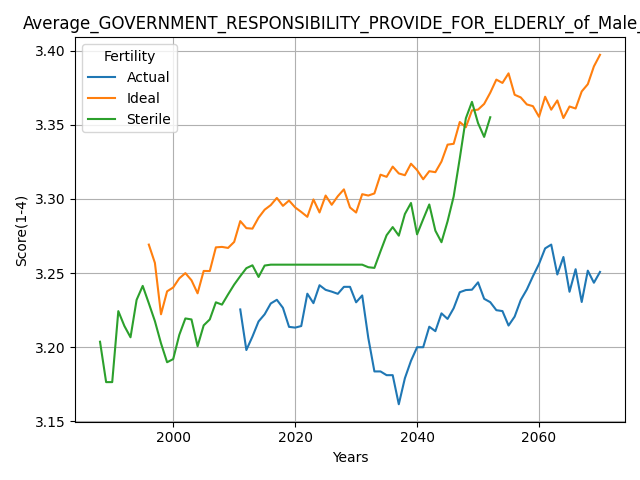 Average_GOVERNMENT_RESPONSIBILITY_PROVIDE_FOR_ELDERLY_of_Male_
Fertility
Actual
Ideal
Sterile
Score(1-4)
3.40
3.35
3.30
3.25
3.20
3.15
2000 2020 2040 2060
Years